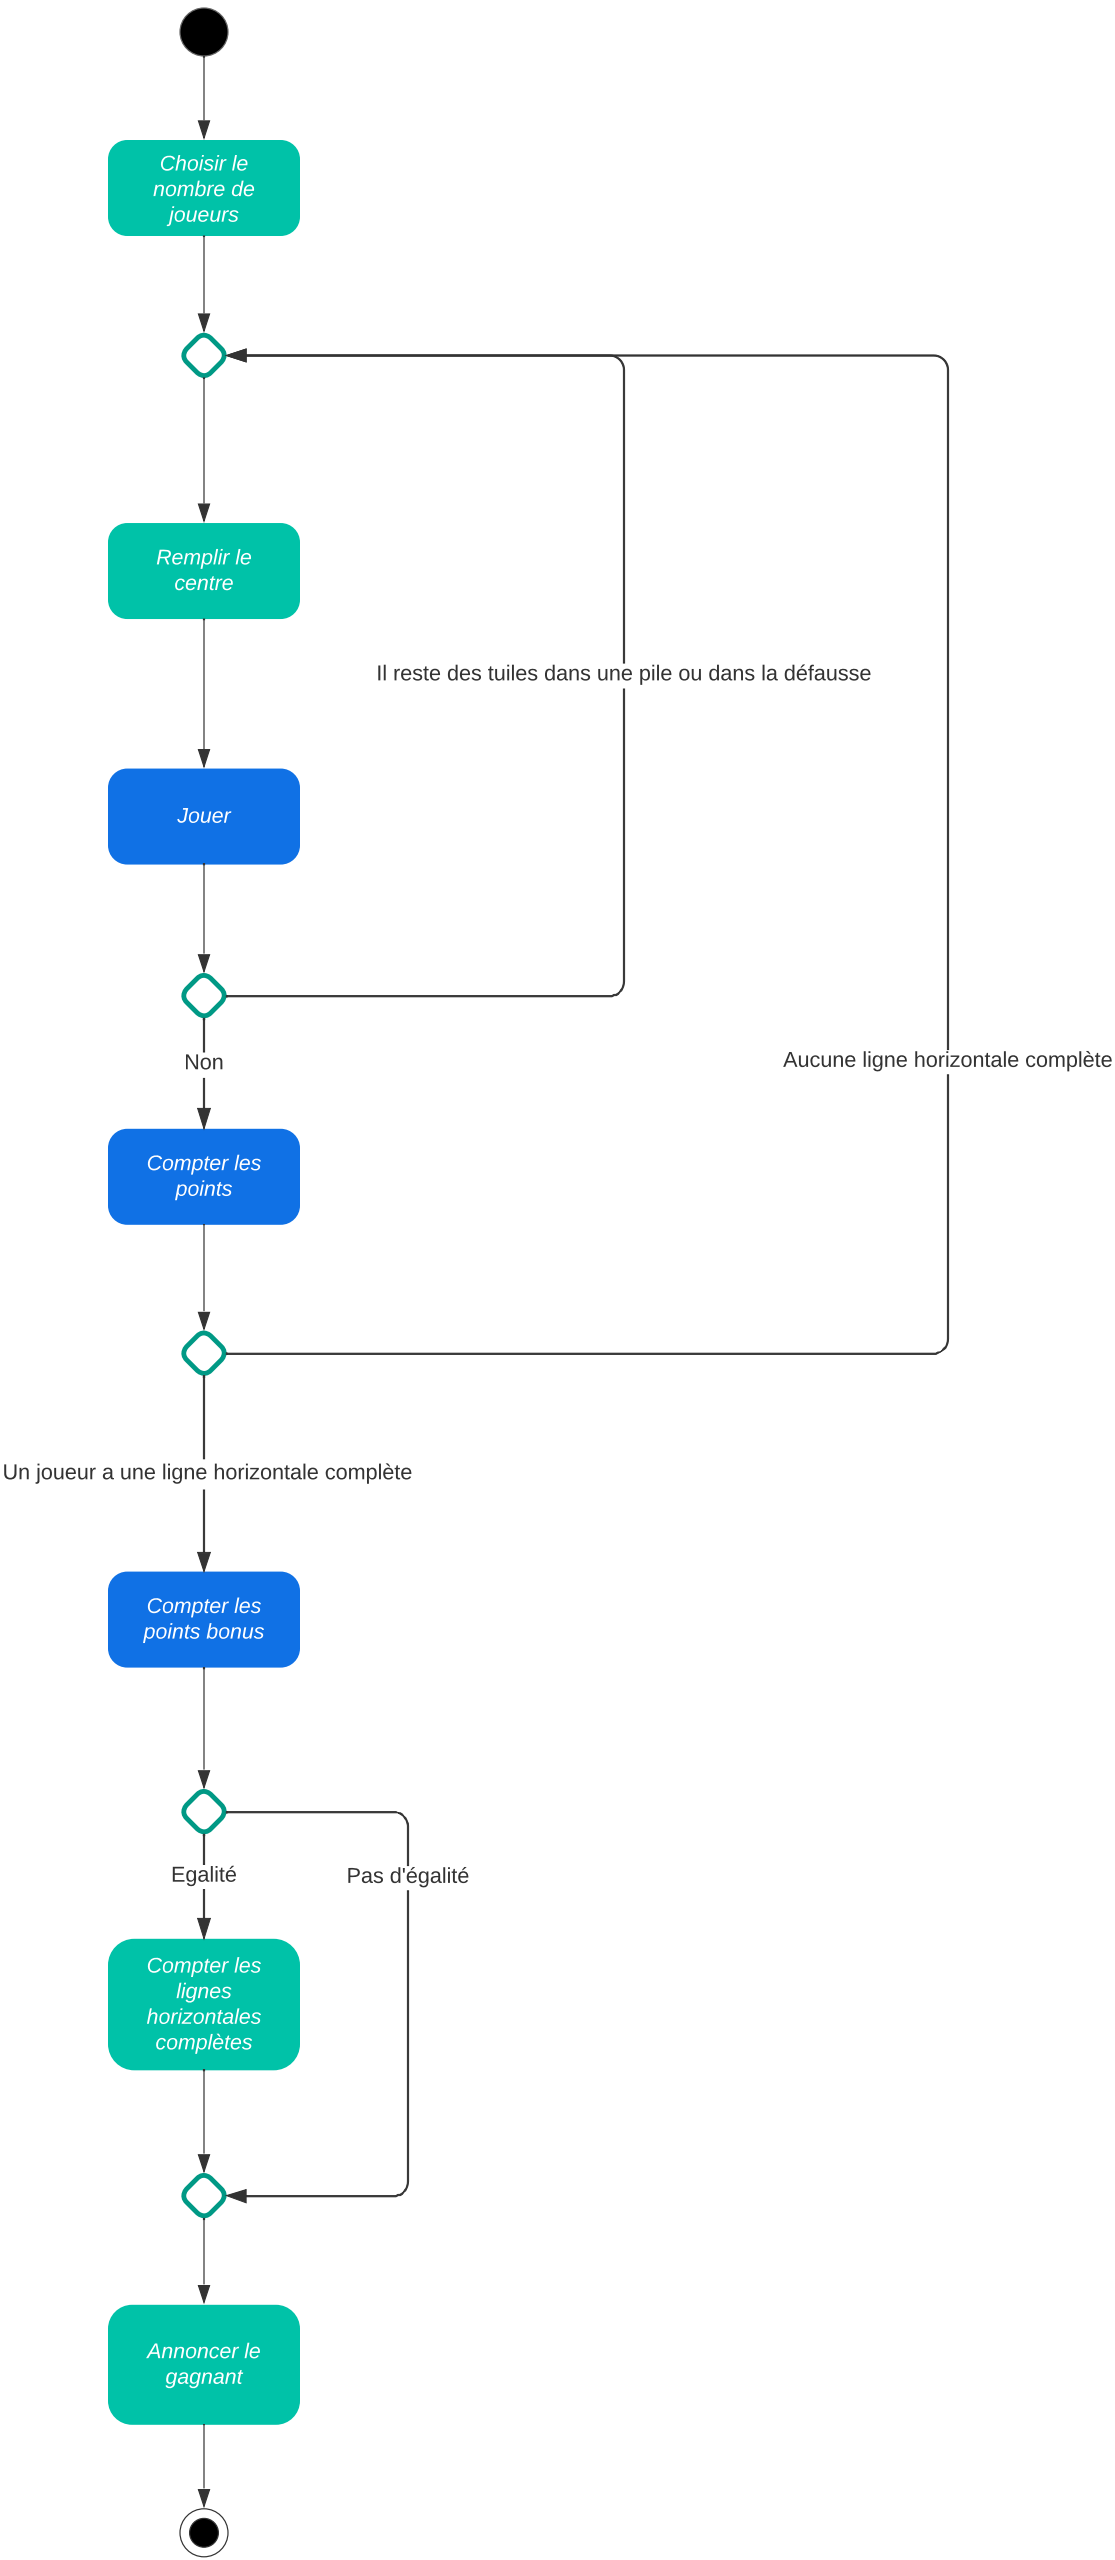 Choisir le
nombre de
joueurs
Remplir le
centre
Il reste des tuiles dans une pile ou dans la défausse
Jouer
Non
Aucune ligne horizontale complète
Compter les
points
Un joueur a une ligne horizontale complète
Compter les
points bonus
Egalité
Pas d'égalité
Compter les
lignes
horizontales
complètes
Annoncer le
gagnant